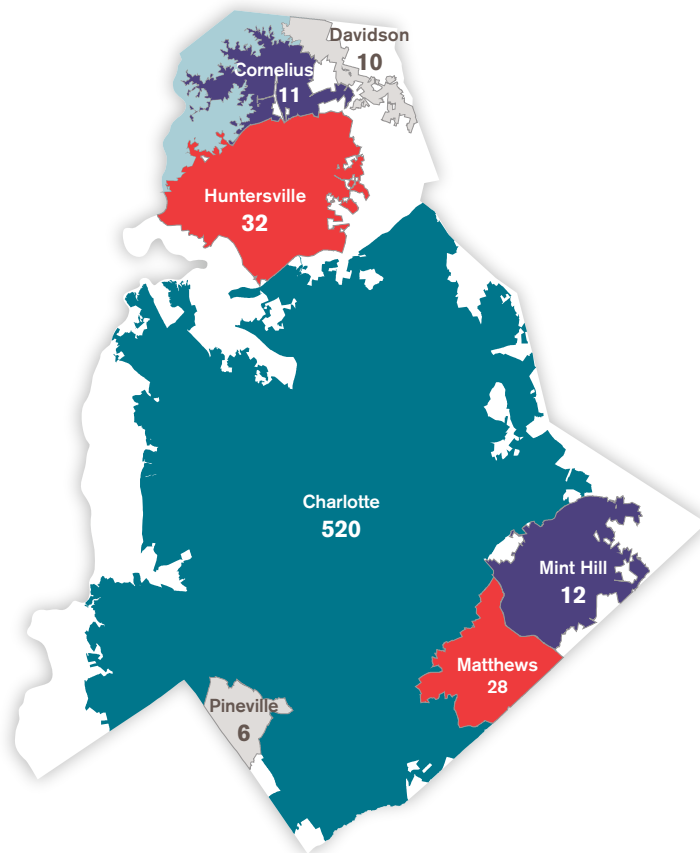 Davidson
10
Cornelius
11
Huntersville
32
Charlotte
520
Mint Hill
12
Matthews
28
Pineville
6